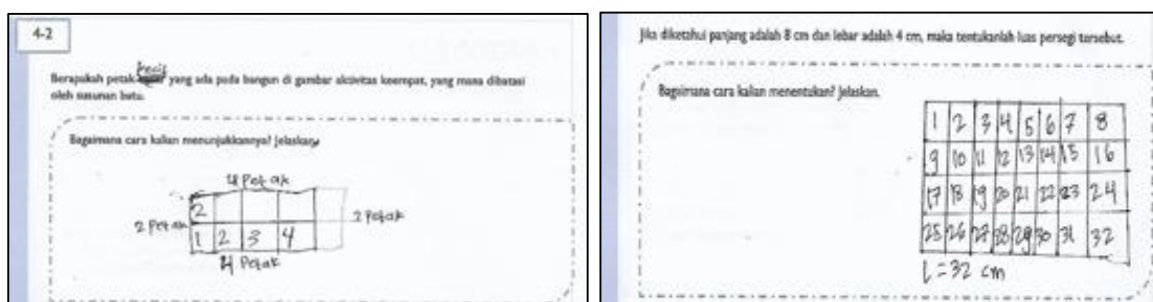 4-2
kecil
Berapakah petak yang ada pada bangun di gambar aktivitas keempat, yang mana dibatasi
oleh susunan batu.
Bagaimana cara kalian menunjukkannya? Jelaskan.
4 Petak
2 Petak
2
2 Petak
1 2 3 4
4 Petak
Jika diketahui panjang adalah 8 cm dan lebar adalah 4 cm, maka tentukanlah luas persegi tersebut.
Bagaimana cara kalian menentukan? Jelaskan.
1 2 3 4 5 6 7 8
9 10 11 12 13 14 15 16
17 18 19 20 21 22 23 24
25 26 27 28 29 30 31 32
L = 32 cm